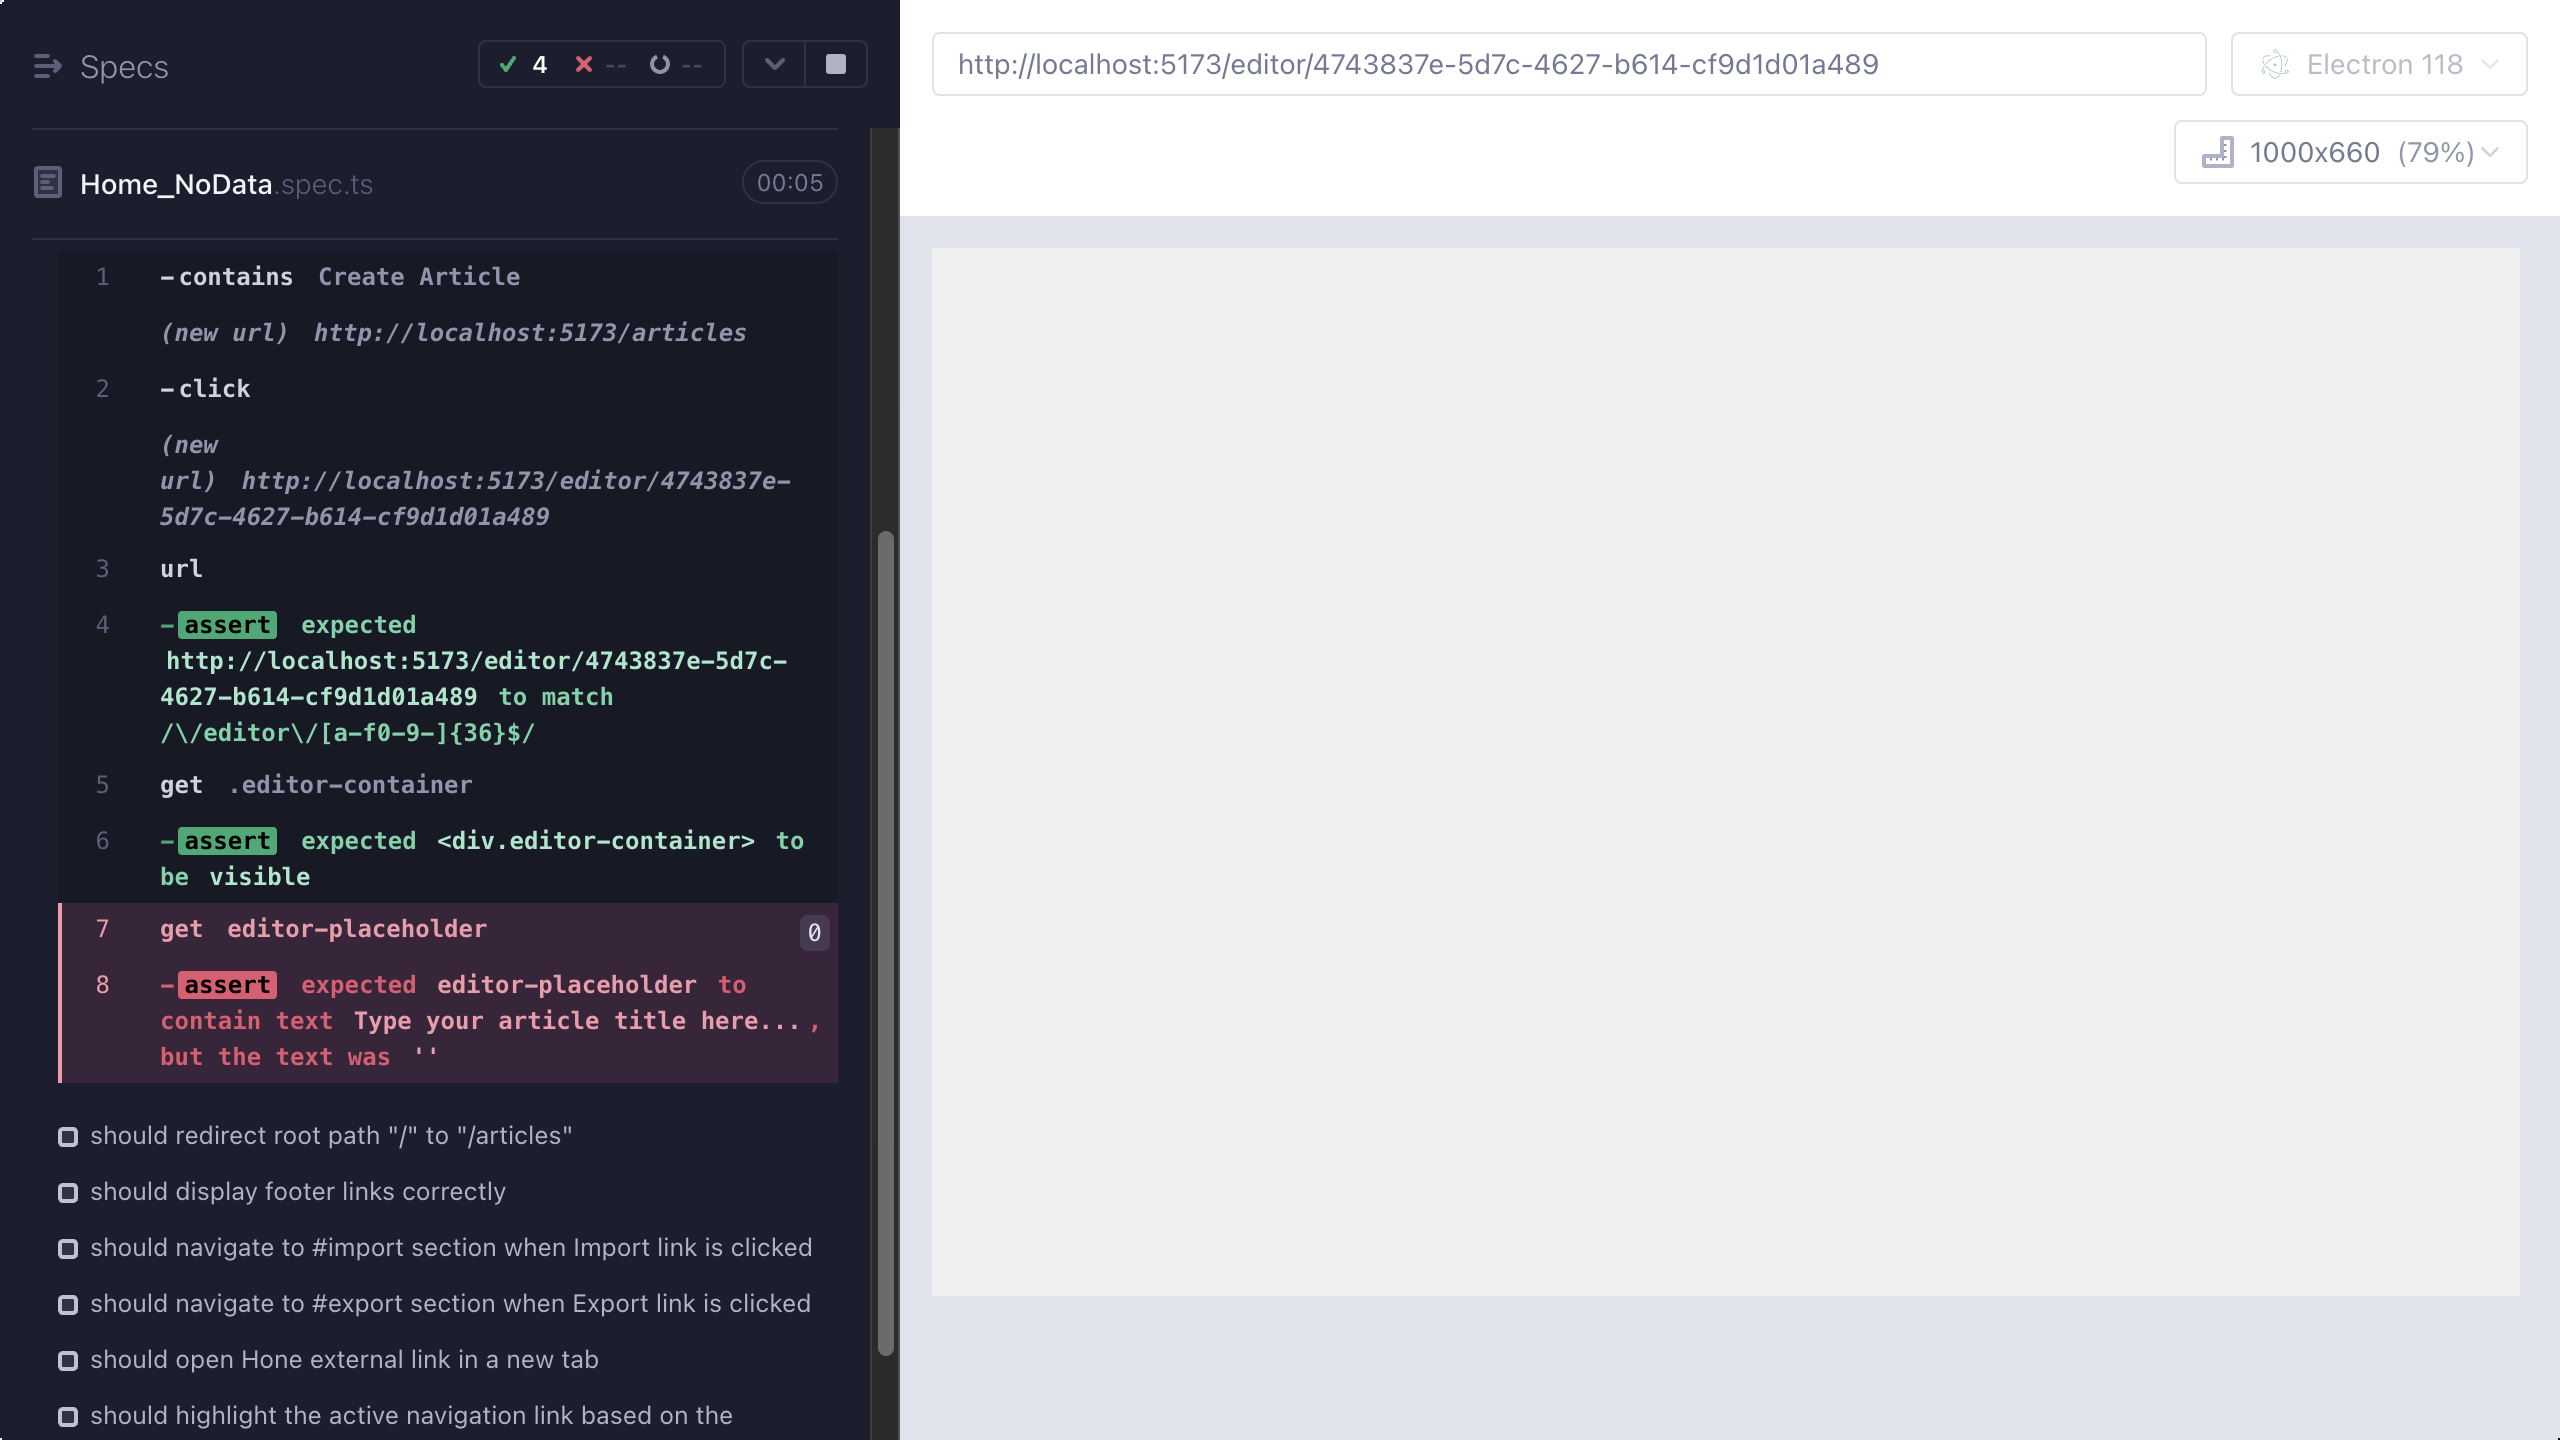 Specs
4 -- --
Home_NoData.spec.ts 00:05
1 -contains Create Article
(new url) http://localhost:5173/articles
2 -click
(new
url) http://localhost:5173/editor/4743837e-
5d7c-4627-b614-cf9d1d01a489
3 url
4 -assert expected
http://localhost:5173/editor/4743837e-5d7c-
4627-b614-cf9d1d01a489 to match
/\/editor\/[a-f0-9-]{36}$/
5 get .editor-container
6 -assert expected <div.editor-container> to
be visible
7 get editor-placeholder 0
8 -assert expected editor-placeholder to
contain text Type your article title here...,
but the text was ''
should redirect root path "/" to "/articles"
should display footer links correctly
should navigate to #import section when Import link is clicked
should navigate to #export section when Export link is clicked
should open Hone external link in a new tab
should highlight the active navigation link based on the
http://localhost:5173/editor/4743837e-5d7c-4627-b614-cf9d1d01a489
Electron 118
1000x660 (79%)